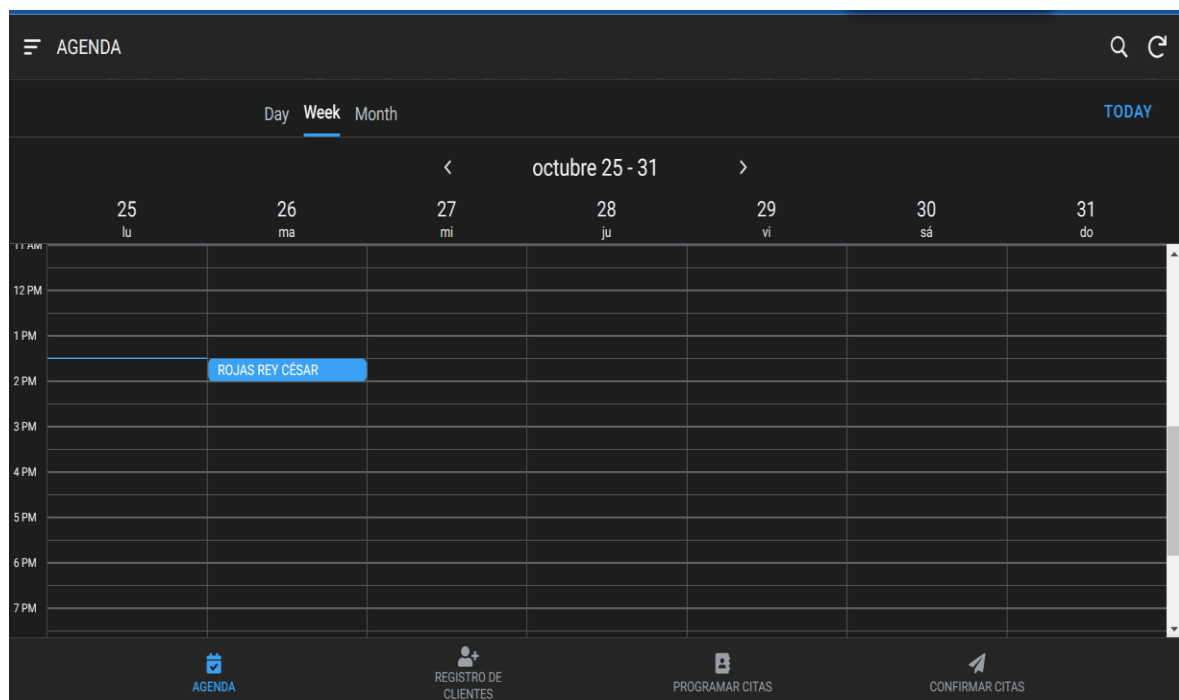 AGENDA
Day Week Month
TODAY
octubre 25 - 31
25 26 27 28 29 30 31
lu ma mi ju vi sá do
11 AM
12 PM
1 PM
ROJAS REY CÉSAR
2 PM
3 PM
4 PM
5 PM
6 PM
7 PM
AGENDA
REGISTRO DE
CLIENTES
PROGRAMAR CITAS
CONFIRMAR CITAS